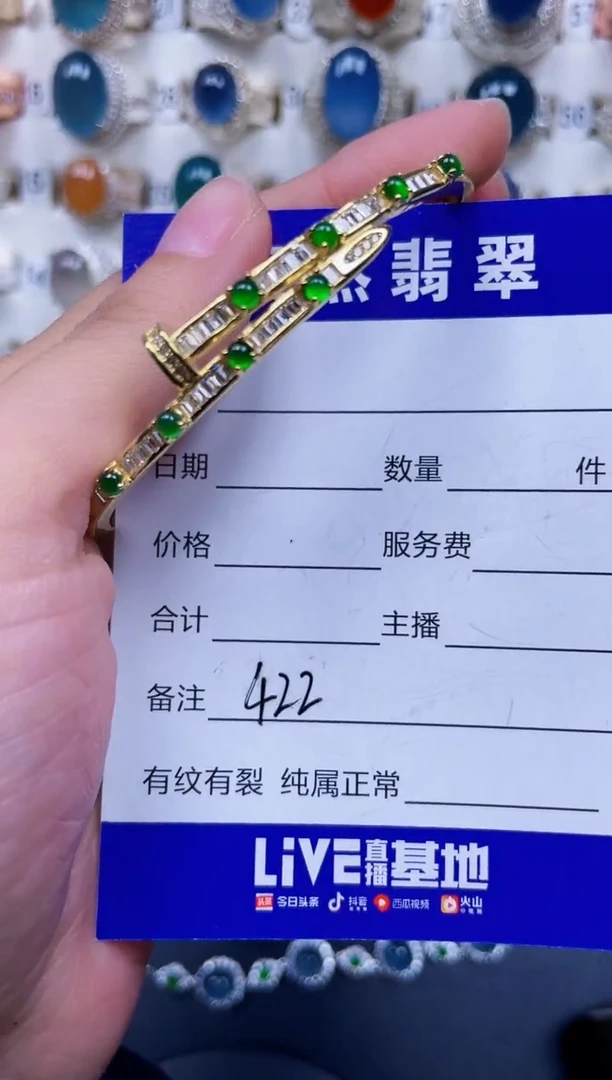 翡翠
日期 数量 件
价格 服务费
合计 主播
备注 422
有纹有裂 纯属正常
LiVE直播基地
头条 今日头条 抖音 西瓜视频 火山